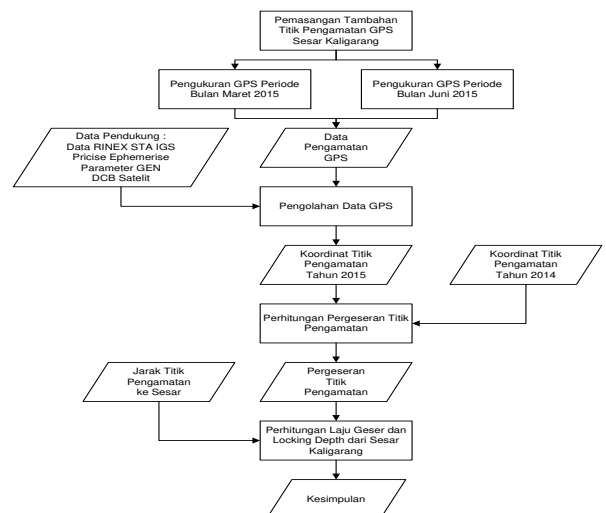 Pemasangan Tambahan
Titik Pengamatan GPS
Sesar Kaligarang
Pengukuran GPS Periode
Bulan Maret 2015
Pengukuran GPS Periode
Bulan Juni 2015
Data Pendukung :
Data RINEX STA IGS
Pricise Ephemerise
Parameter GEN
DCB Satelit
Data
Pengamatan
GPS
Pengolahan Data GPS
Koordinat Titik
Pengamatan
Tahun 2015
Koordinat Titik
Pengamatan
Tahun 2014
Perhitungan Pergeseran Titik
Pengamatan
Jarak Titik
Pengamatan
ke Sesar
Pergeseran
Titik
Pengamatan
Perhitungan Laju Geser dan
Locking Depth dari Sesar
Kaligarang
Kesimpulan